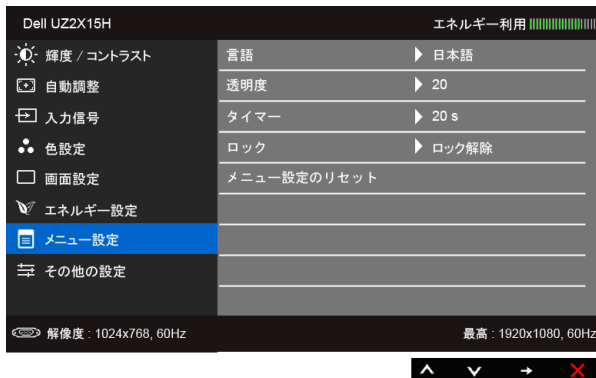 Dell UZ2X15H エネルギー利用
輝度 / コントラスト 言語 日本語
自動調整 透明度 20
入力信号 タイマー 20 s
色設定 ロック ロック解除
画面設定 メニュー設定のリセット
エネルギー設定
メニュー設定
その他の設定
解像度 : 1024x768, 60Hz 最高 : 1920x1080, 60Hz